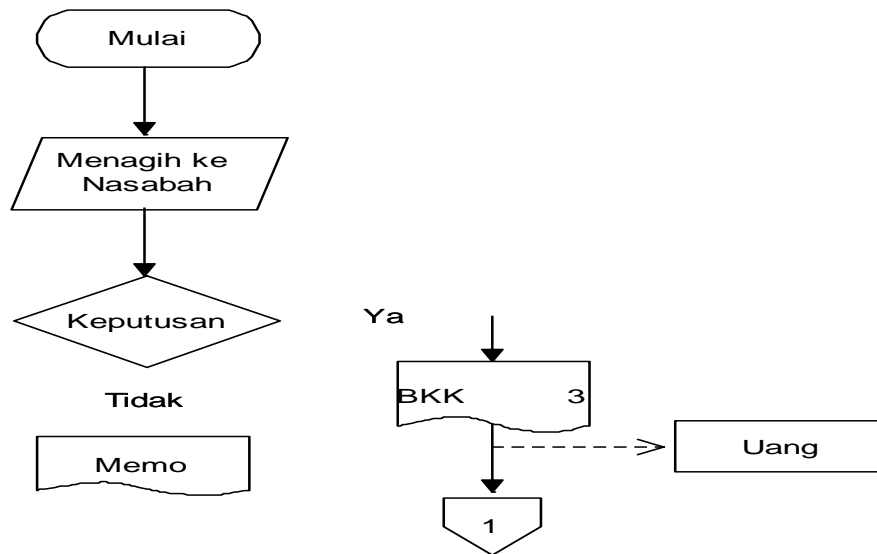 Mulai
Menagih ke
Nasabah
Keputusan
Ya
Tidak
BKK 3
Memo
Uang
1